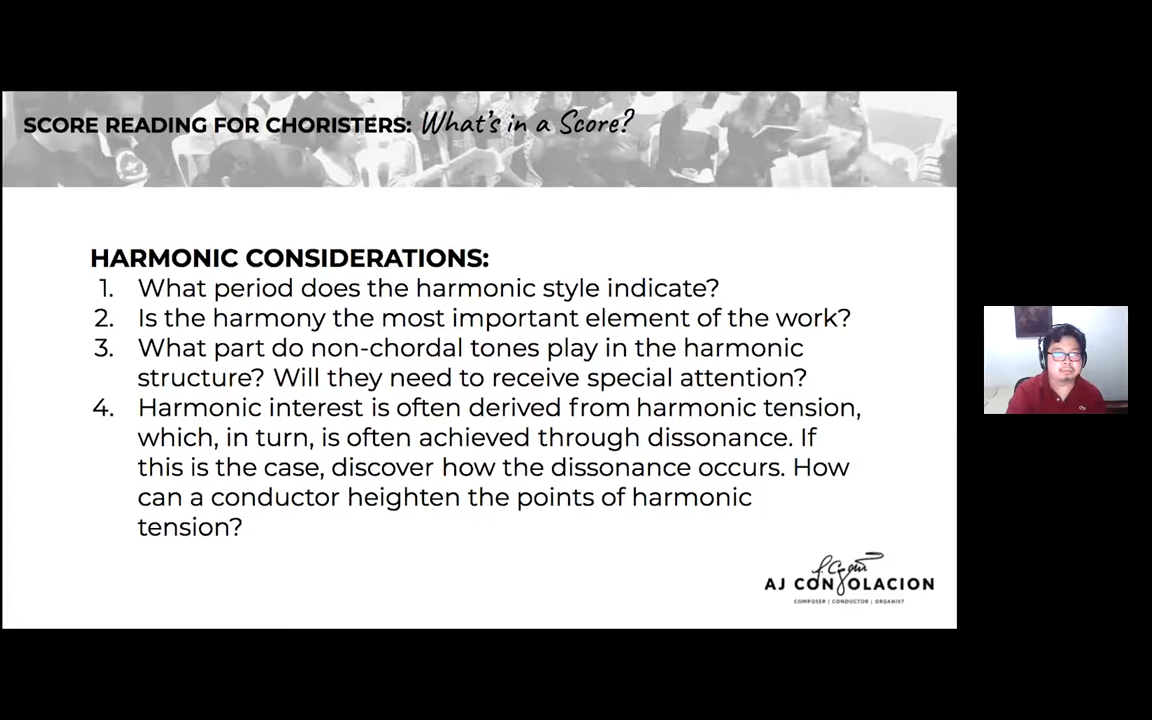 SCORE READING FOR CHORISTERS: What's in a Score?
HARMONIC CONSIDERATIONS:
1. What period does the harmonic style indicate?
2. Is the harmony the most important element of the work?
3. What part do non-chordal tones play in the harmonic
structure? Will they need to receive special attention?
4. Harmonic interest is often derived from harmonic tension,
which, in turn, is often achieved through dissonance. If
this is the case, discover how the dissonance occurs. How
can a conductor heighten the points of harmonic
tension?
AJ CONSOLACION
COMPOSER | CONDUCTOR | ORGANIST